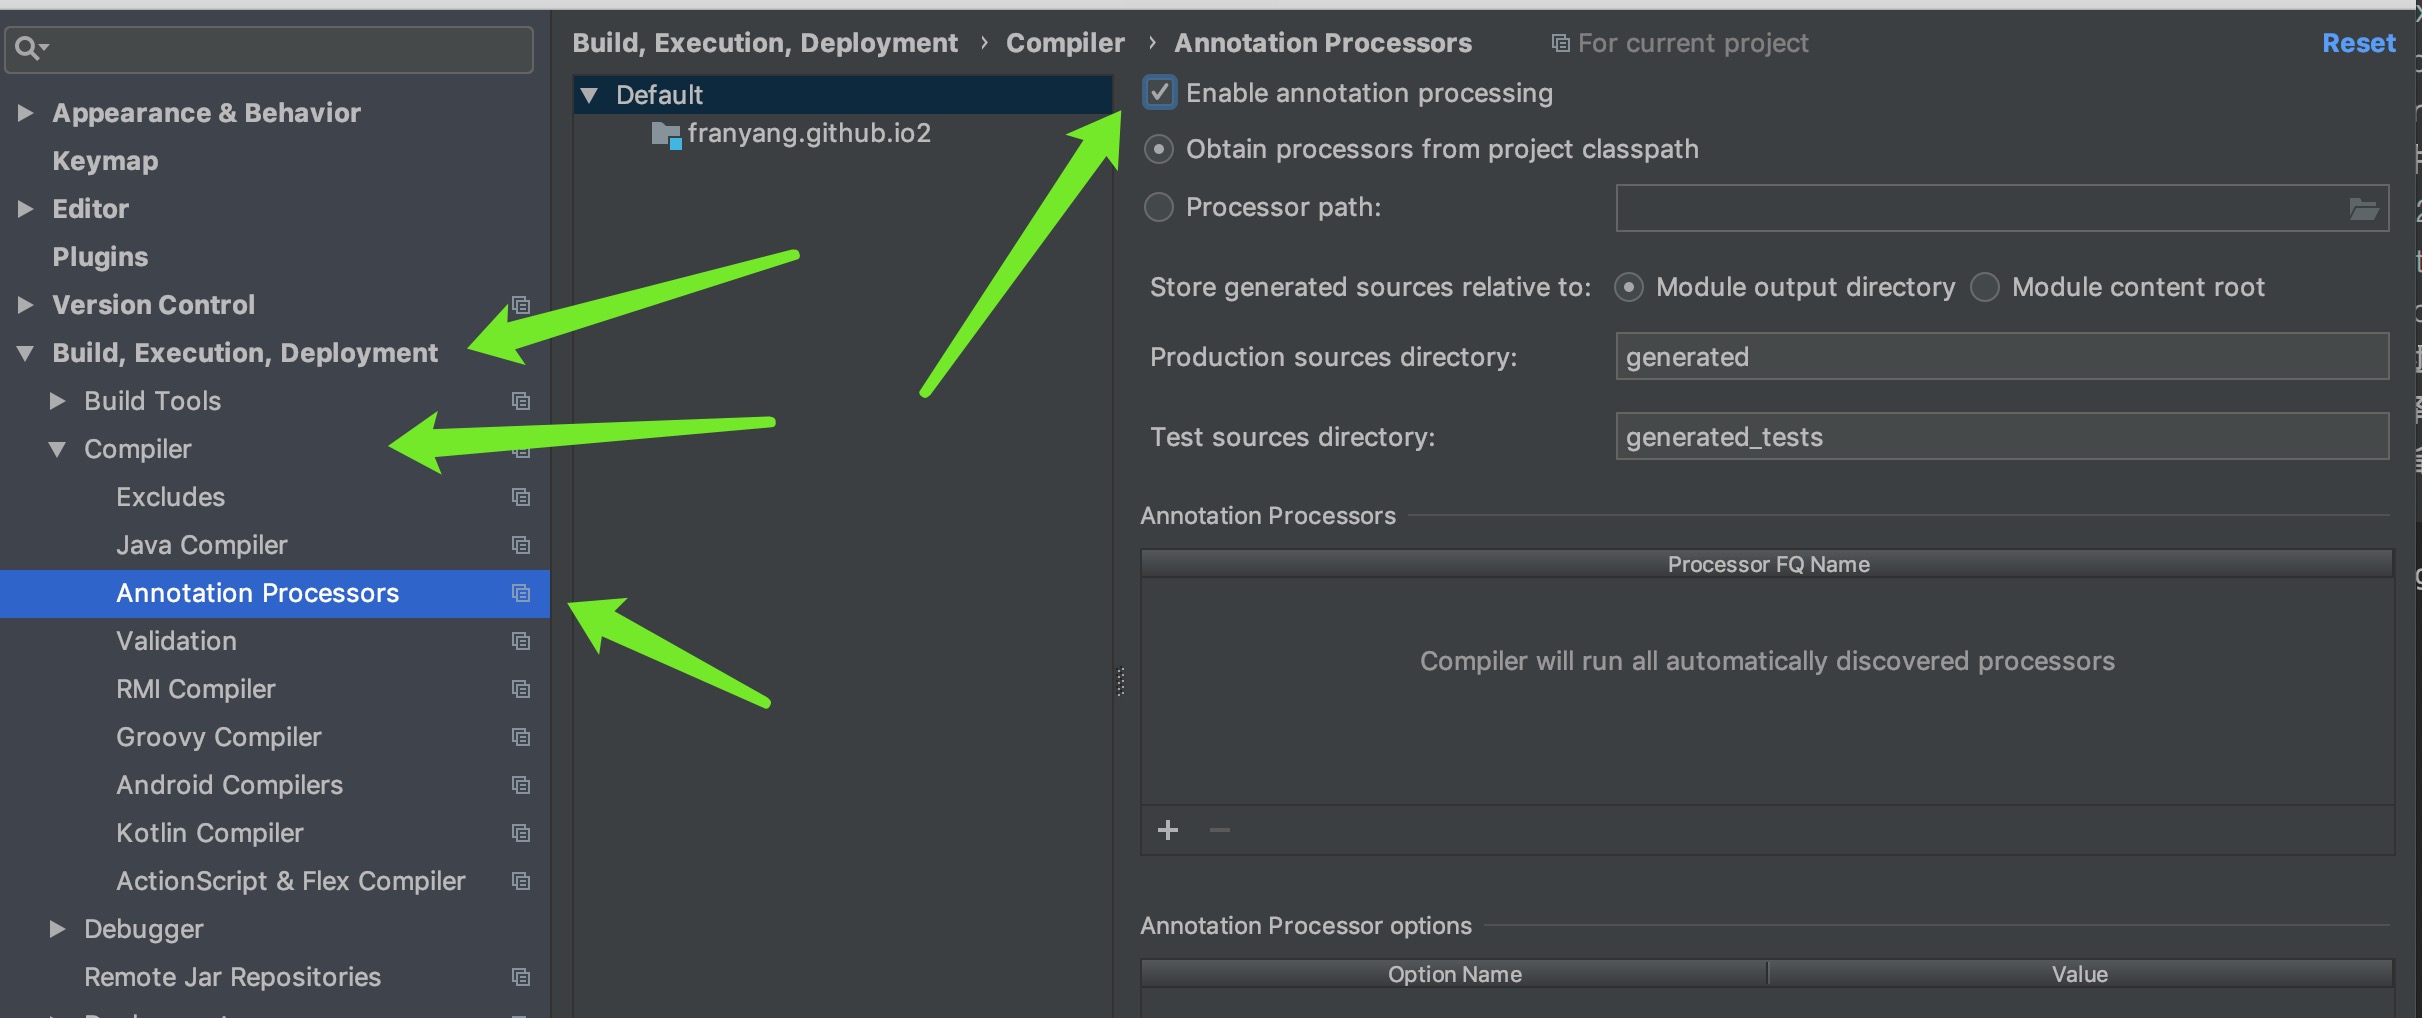 Build, Execution, Deployment › Compiler › Annotation Processors For current project Reset
Appearance & Behavior
Keymap
Editor
Plugins
Version Control
Build, Execution, Deployment
Build Tools
Compiler
Excludes
Java Compiler
Annotation Processors
Validation
RMI Compiler
Groovy Compiler
Android Compilers
Kotlin Compiler
ActionScript & Flex Compiler
Debugger
Remote Jar Repositories
Default
franyang.github.io2
Enable annotation processing
Obtain processors from project classpath
Processor path:
Store generated sources relative to: Module output directory Module content root
Production sources directory: generated
Test sources directory: generated_tests
Annotation Processors
Processor FQ Name
Compiler will run all automatically discovered processors
Annotation Processor options
Option Name Value